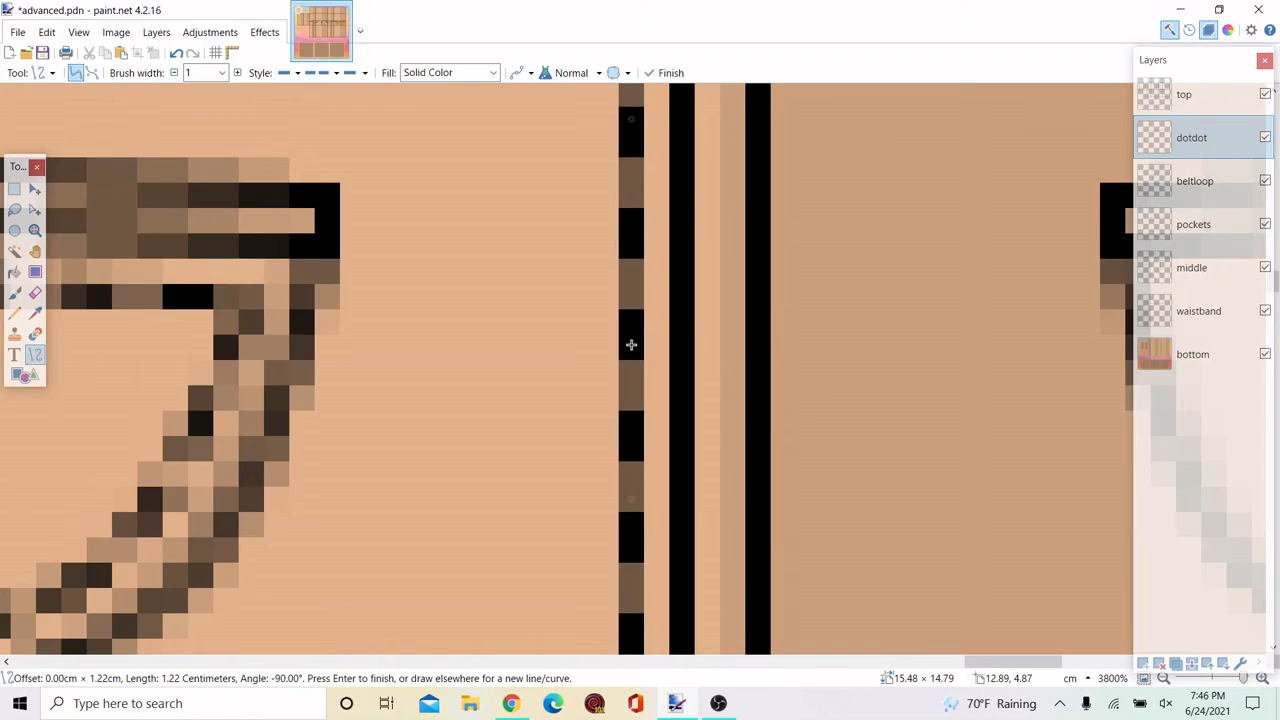 *advanced.pdn - paint.net 4.2.16
File Edit View Image Layers Adjustments Effects
Tool: Brush width: 1 Style: Fill: Solid Color Normal Finish
Layers
top
dotdot
beltloop
pockets
middle
waistband
bottom
To...
T
Offset: 0.00cm × 1.22cm, Length: 1.22 Centimeters, Angle: -90.00°. Press Enter to finish, or draw elsewhere for a new line/curve.
15.48 × 14.79 12.89, 4.87 cm 3800%
Type here to search
70°F Raining
7:46 PM
6/24/2021